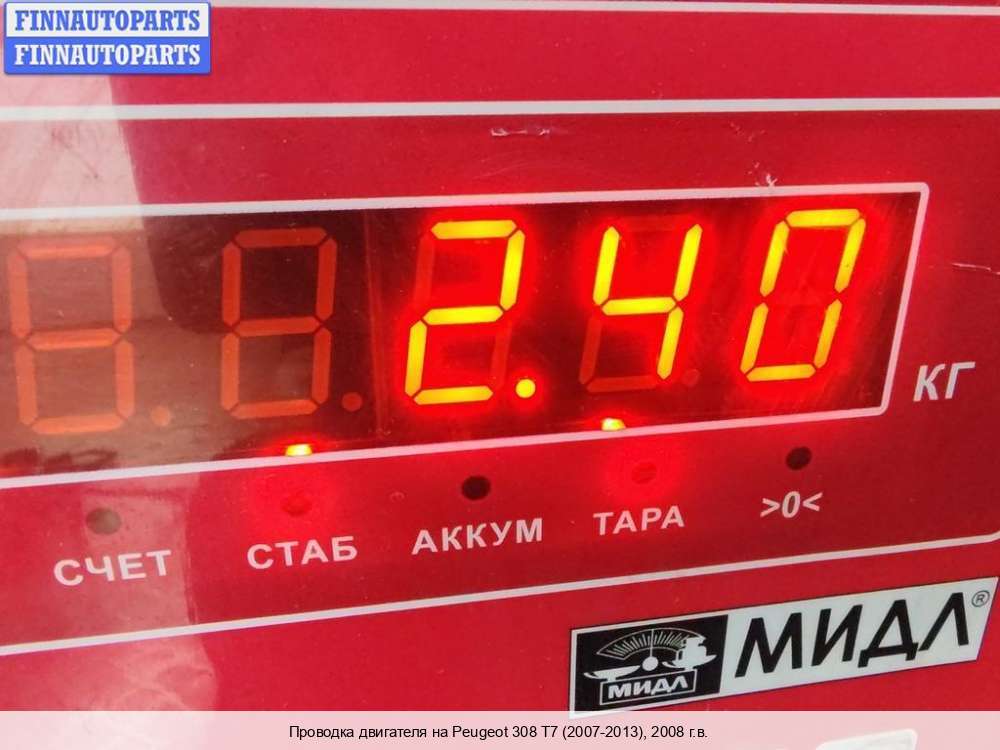 FINNAUTOPARTS
FINNAUTOPARTS
2.40
КГ
СЧЕТ СТАБ АККУМ ТАРА >0<
МИДЛ МИДЛ®
Проводка двигателя на Peugeot 308 T7 (2007-2013), 2008 г.в.